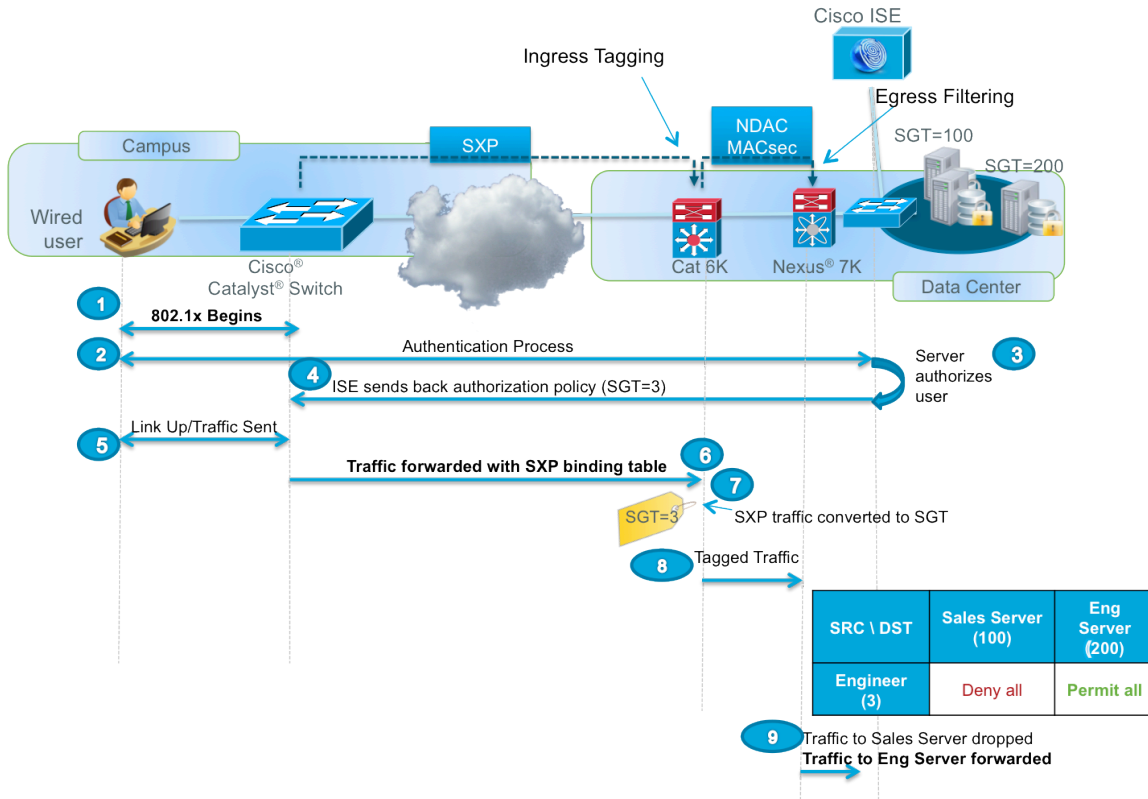 Cisco ISE
Ingress Tagging
Egress Filtering
NDAC
MACsec
SXP
Campus
SGT=100
SGT=200
Wired
user
Cisco®
Catalyst® Switch
Cat 6K
Nexus® 7K
Data Center
1
802.1x Begins
2
Authentication Process
3
Server
authorizes
user
4
ISE sends back authorization policy (SGT=3)
5
Link Up/Traffic Sent
6
Traffic forwarded with SXP binding table
7
SGT=3
SXP traffic converted to SGT
8
Tagged Traffic
SRC \ DST
Sales Server
(100)
Eng
Server
(200)
Engineer
(3)
Deny all
Permit all
9
Traffic to Sales Server dropped
Traffic to Eng Server forwarded